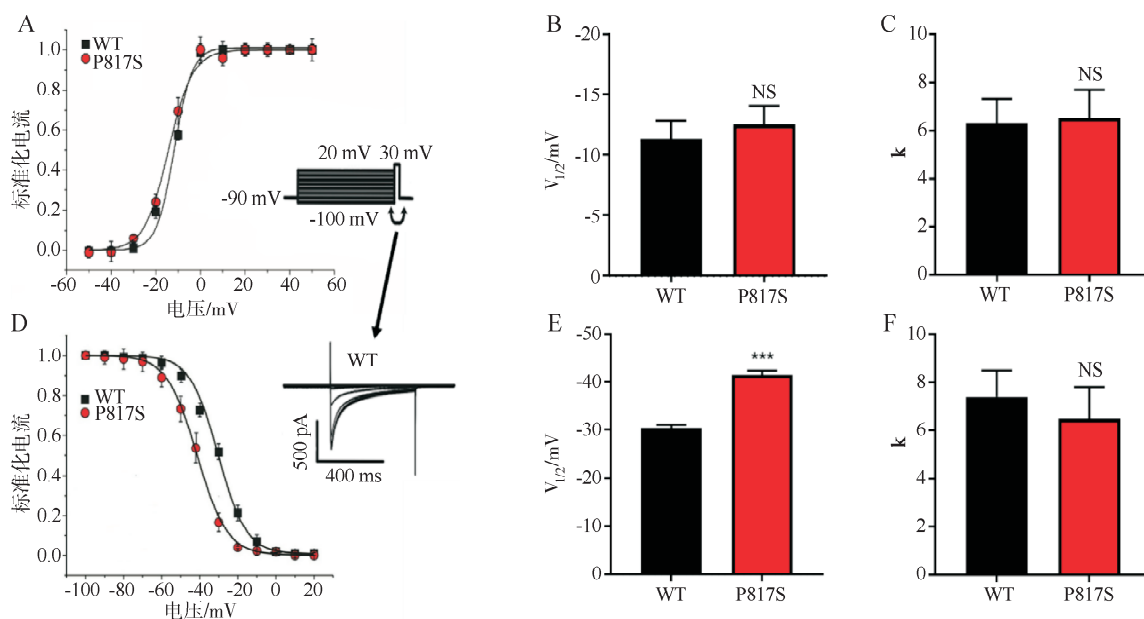 A
WT
P817S
标准化电流
1.0
0.8
0.6
0.4
0.2
0.0
-60 -40 -20 0 20 40 60
电压/mV
20 mV 30 mV
-90 mV
-100 mV
B
V1/2/mV
-20
-15
-10
-5
0
NS
WT P817S
C
k
10
8
6
4
2
0
NS
WT P817S
D
WT
P817S
标准化电流
1.0
0.8
0.6
0.4
0.2
0.0
-100 -80 -60 -40 -20 0 20
电压/mV
WT
500 pA
400 ms
E
V1/2/mV
-50
-40
-30
-20
-10
0
***
WT P817S
F
k
10
8
6
4
2
0
NS
WT P817S